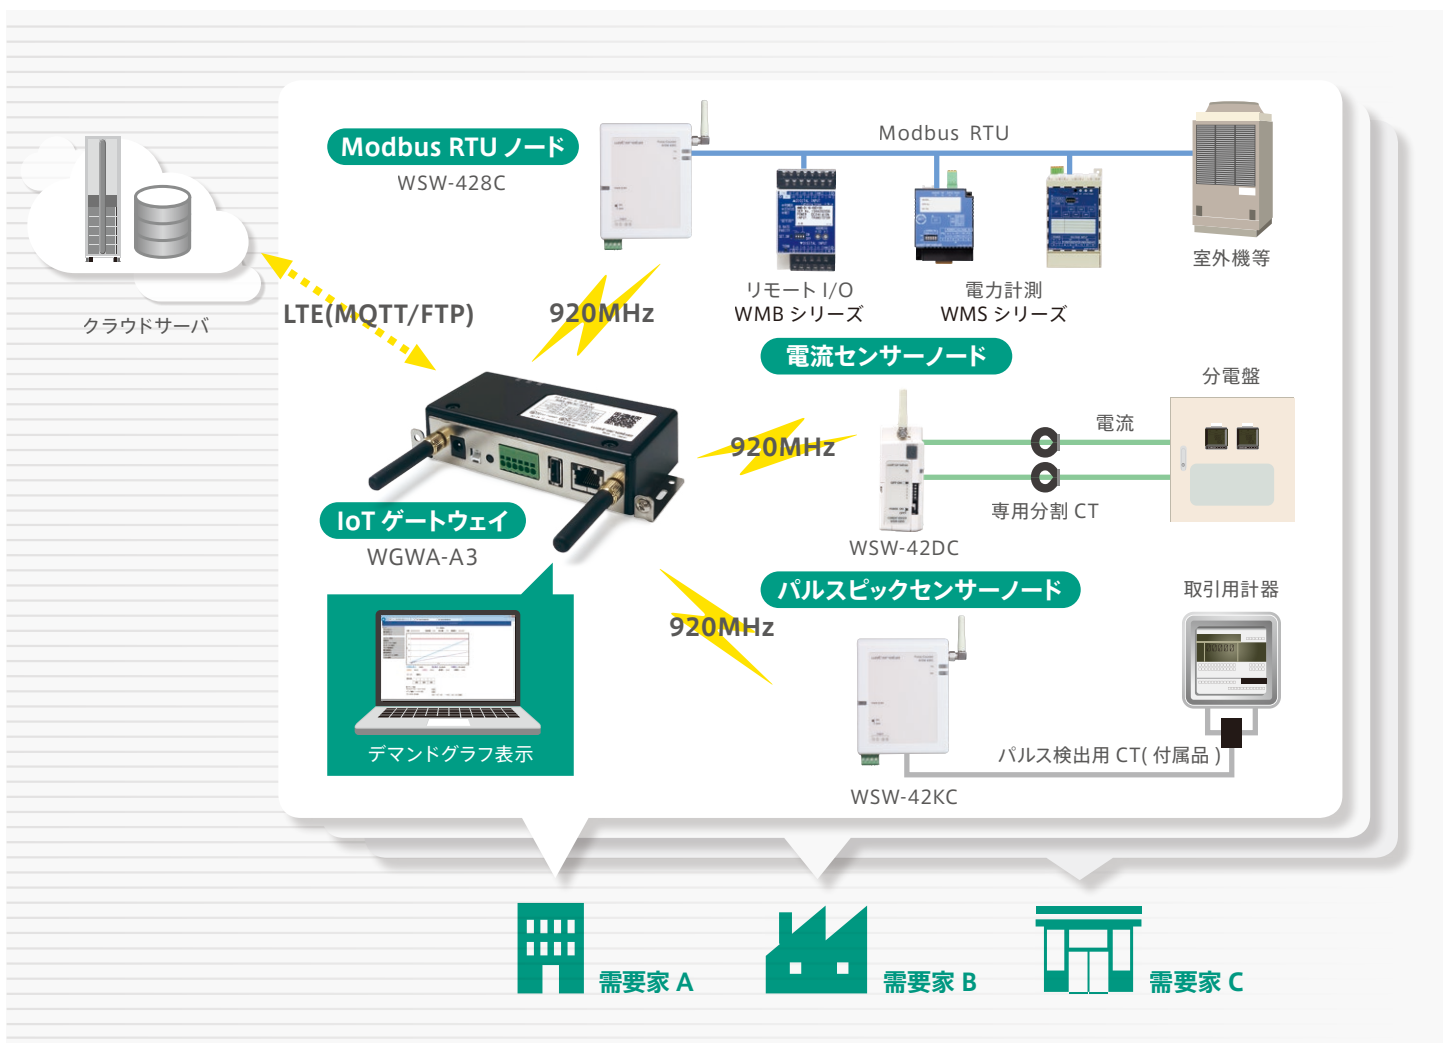 Modbus RTU ノード
WSW-428C
Modbus RTU
室外機等
リモート I/O
WMB シリーズ
電力計測
WMS シリーズ
クラウドサーバ
LTE(MQTT/FTP)
920MHz
電流センサーノード
分電盤
920MHz
電流
専用分割 CT
WSW-42DC
IoT ゲートウェイ
WGWA-A3
パルスピックセンサーノード
取引用計器
920MHz
デマンドグラフ表示
パルス検出用 CT( 付属品 )
WSW-42KC
需要家 A
需要家 B
需要家 C